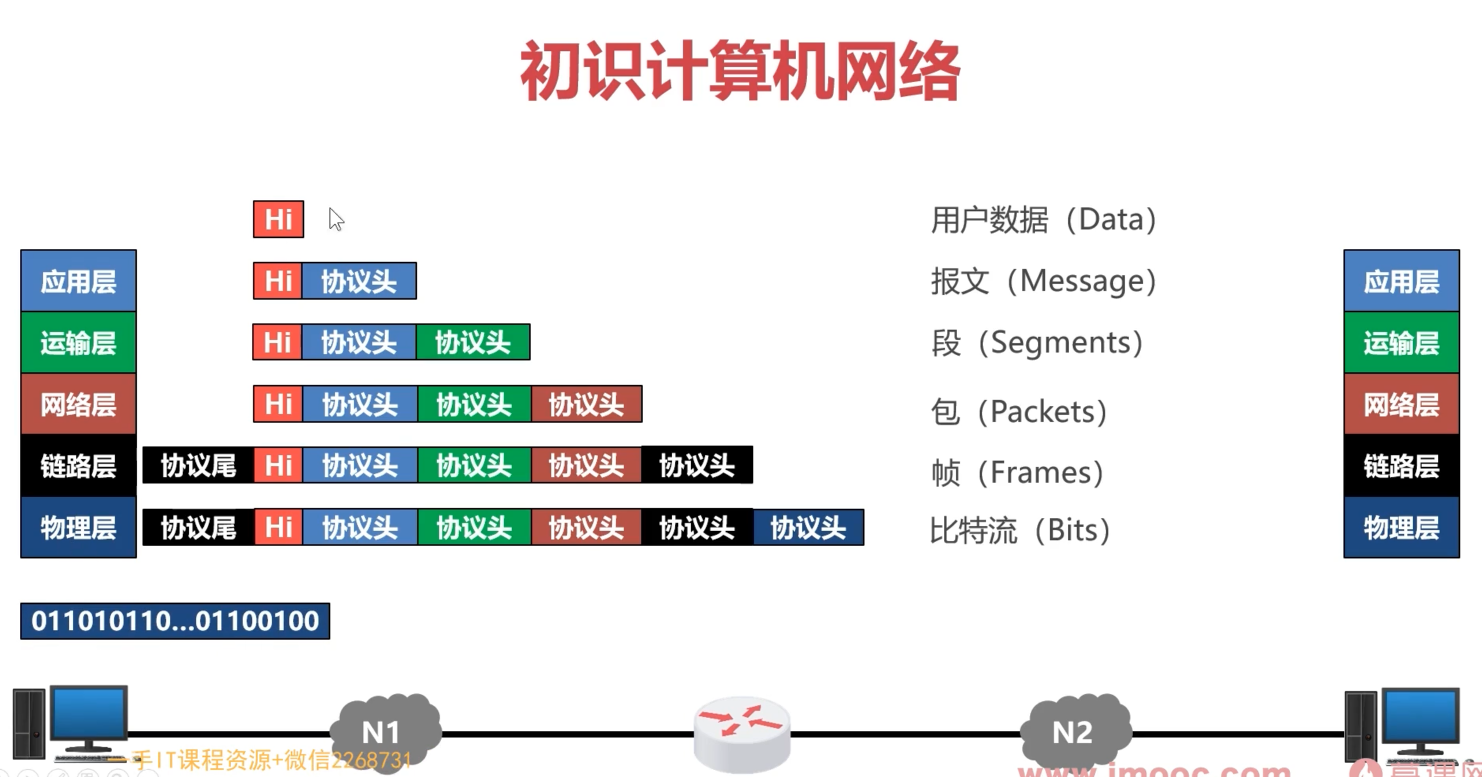 初识计算机网络
Hi 用户数据（Data）
应用层 Hi 协议头 报文（Message） 应用层
运输层 Hi 协议头 协议头 段（Segments） 运输层
网络层 Hi 协议头 协议头 协议头 包（Packets） 网络层
链路层 协议尾 Hi 协议头 协议头 协议头 协议头 帧（Frames） 链路层
物理层 协议尾 Hi 协议头 协议头 协议头 协议头 协议头 比特流（Bits） 物理层
011010110...01100100
N1 N2
一手IT课程资源+微信2268731
www.imooc.com 慕课网